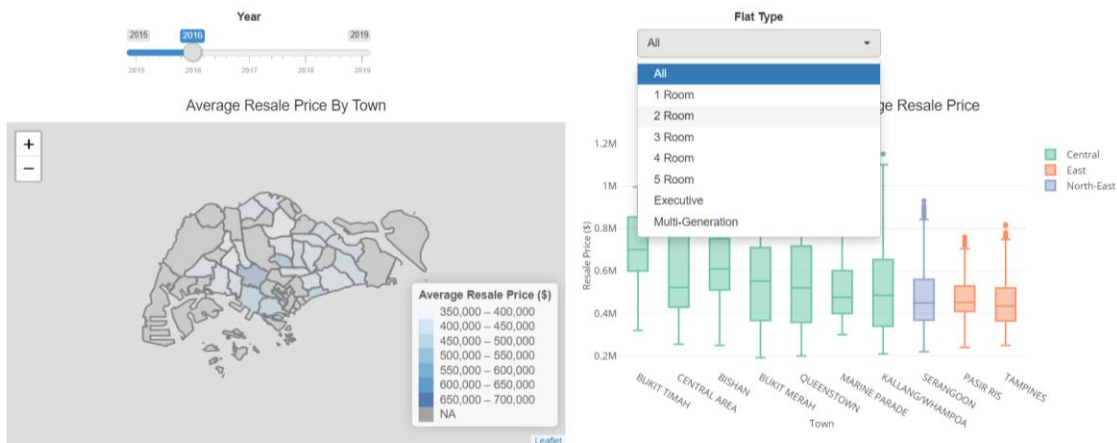 Year
2015
2016
2019
2015
2016
2017
2018
2019
Average Resale Price By Town
+
−
Average Resale Price ($)
350,000 – 400,000
400,000 – 450,000
450,000 – 500,000
500,000 – 550,000
550,000 – 600,000
600,000 – 650,000
650,000 – 700,000
NA
Leaflet
Flat Type
All
All
1 Room
2 Room
3 Room
4 Room
5 Room
Executive
Multi-Generation
Resale Price
1.2M
1M
0.8M
0.6M
0.4M
0.2M
Resale Price ($)
BUKIT TIMAH
CENTRAL AREA
BISHAN
BUKIT MERAH
QUEENSTOWN
MARINE PARADE
KALLANG/WHAMPOA
SERANGOON
PASIR RIS
TAMPINES
Town
Central
East
North-East